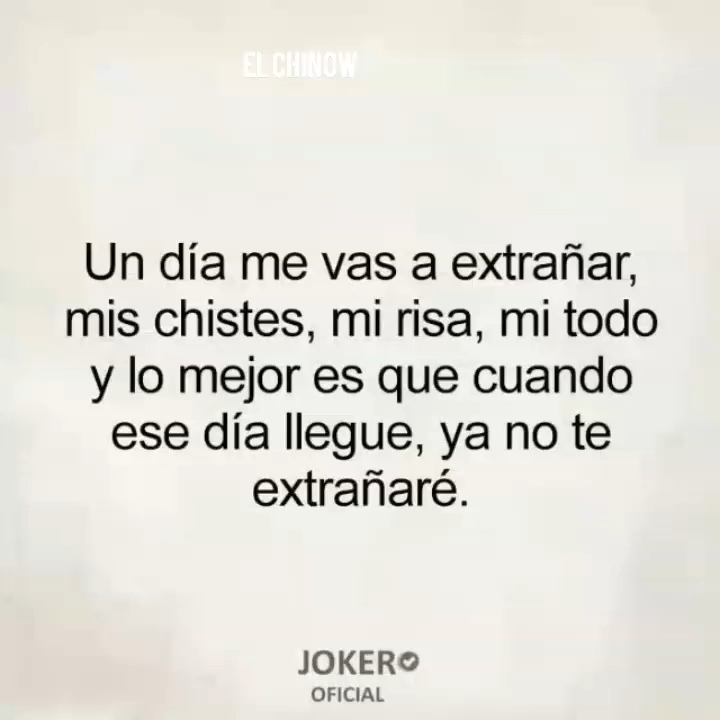 EL CHINOW
Un día me vas a extrañar,
mis chistes, mi risa, mi todo
y lo mejor es que cuando
ese día llegue, ya no te
extrañaré.
JOKER
OFICIAL